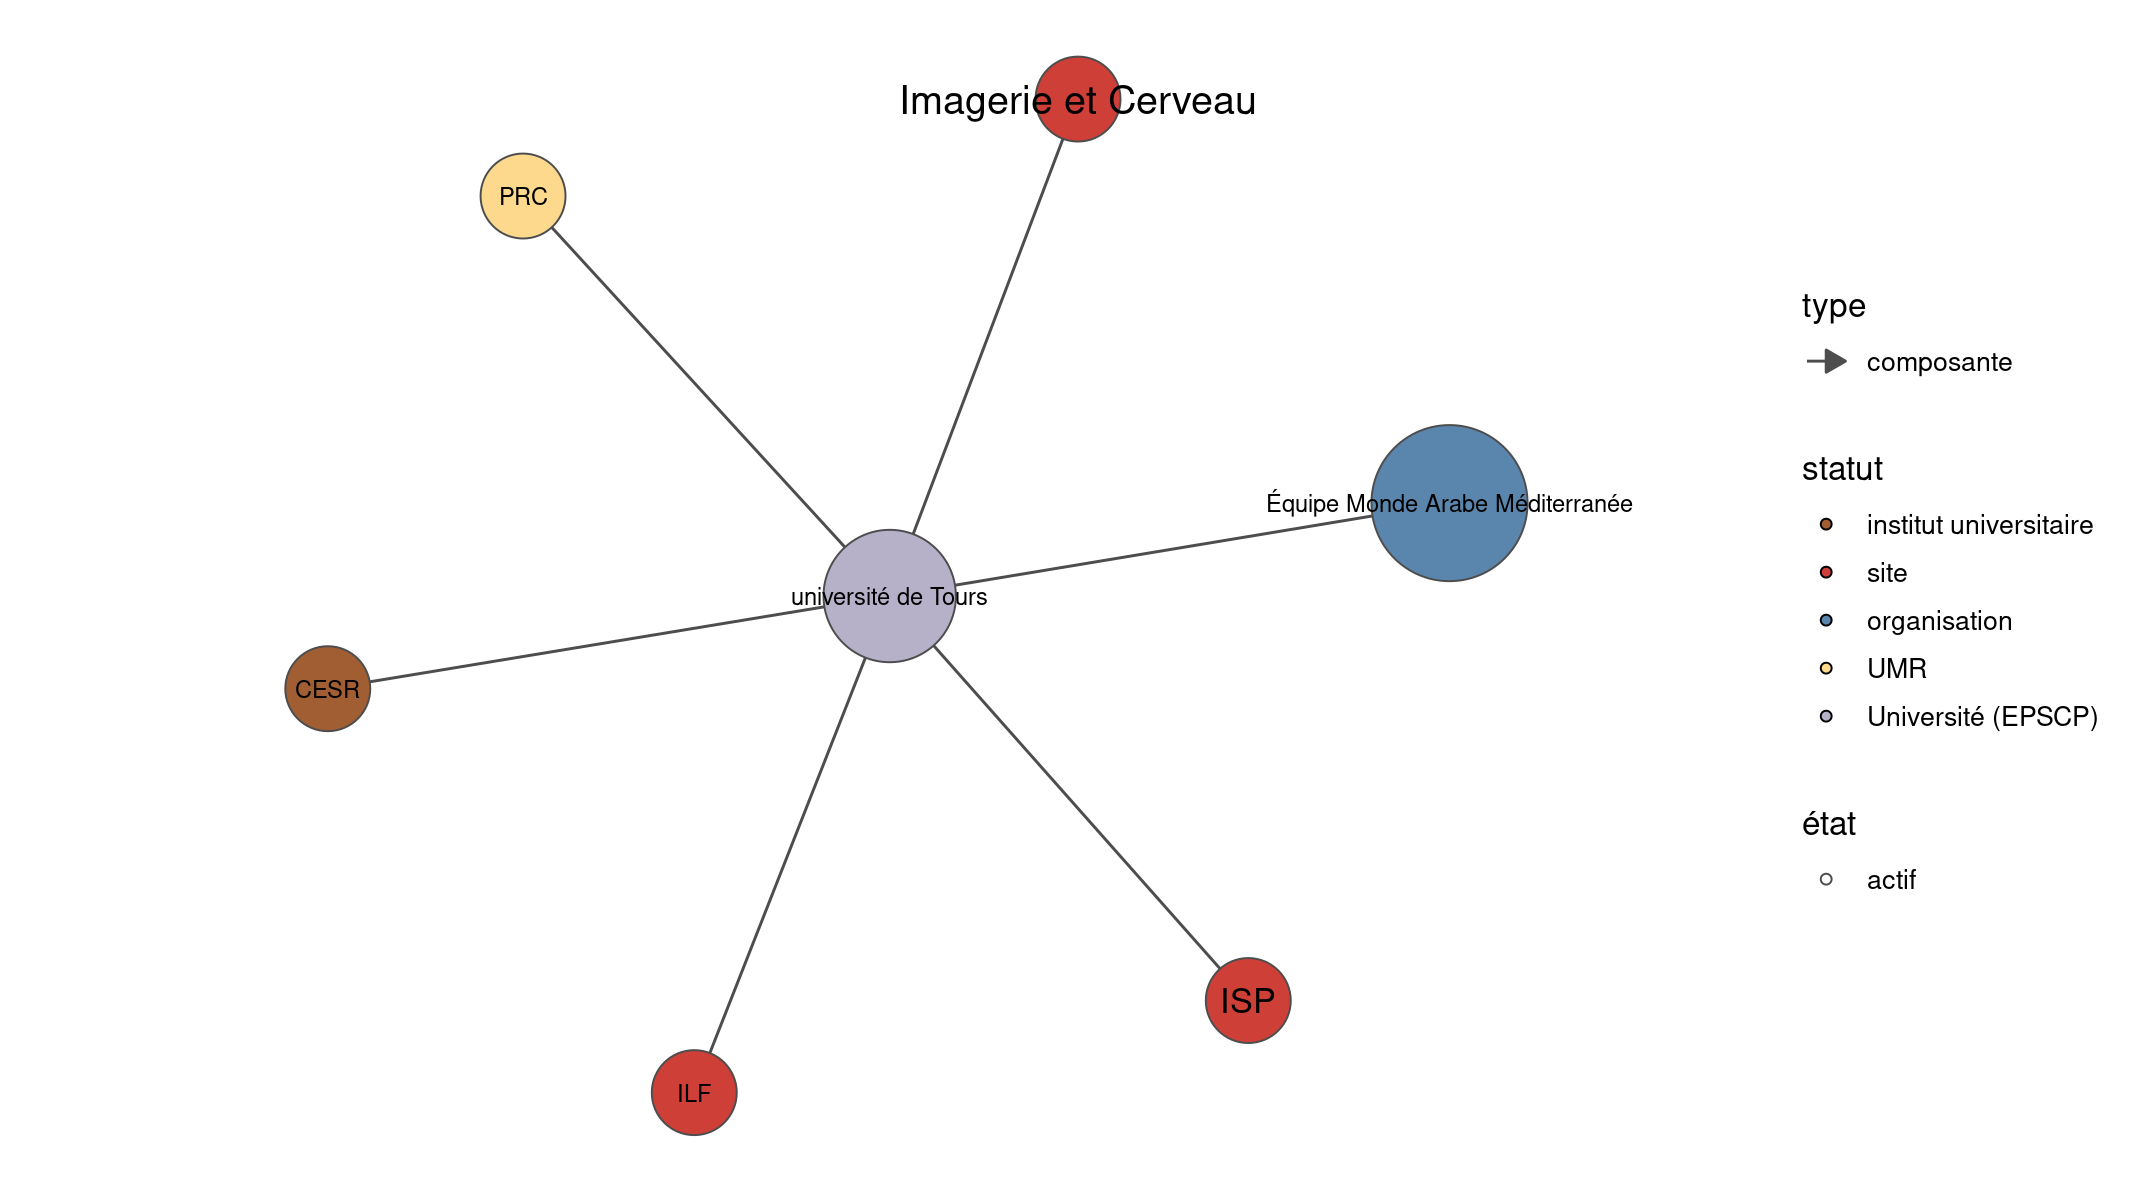 Imagerie et Cerveau
PRC
Équipe Monde Arabe Méditerranée
université de Tours
CESR
ISP
ILF
type
composante
statut
institut universitaire
site
organisation
UMR
Université (EPSCP)
état
actif